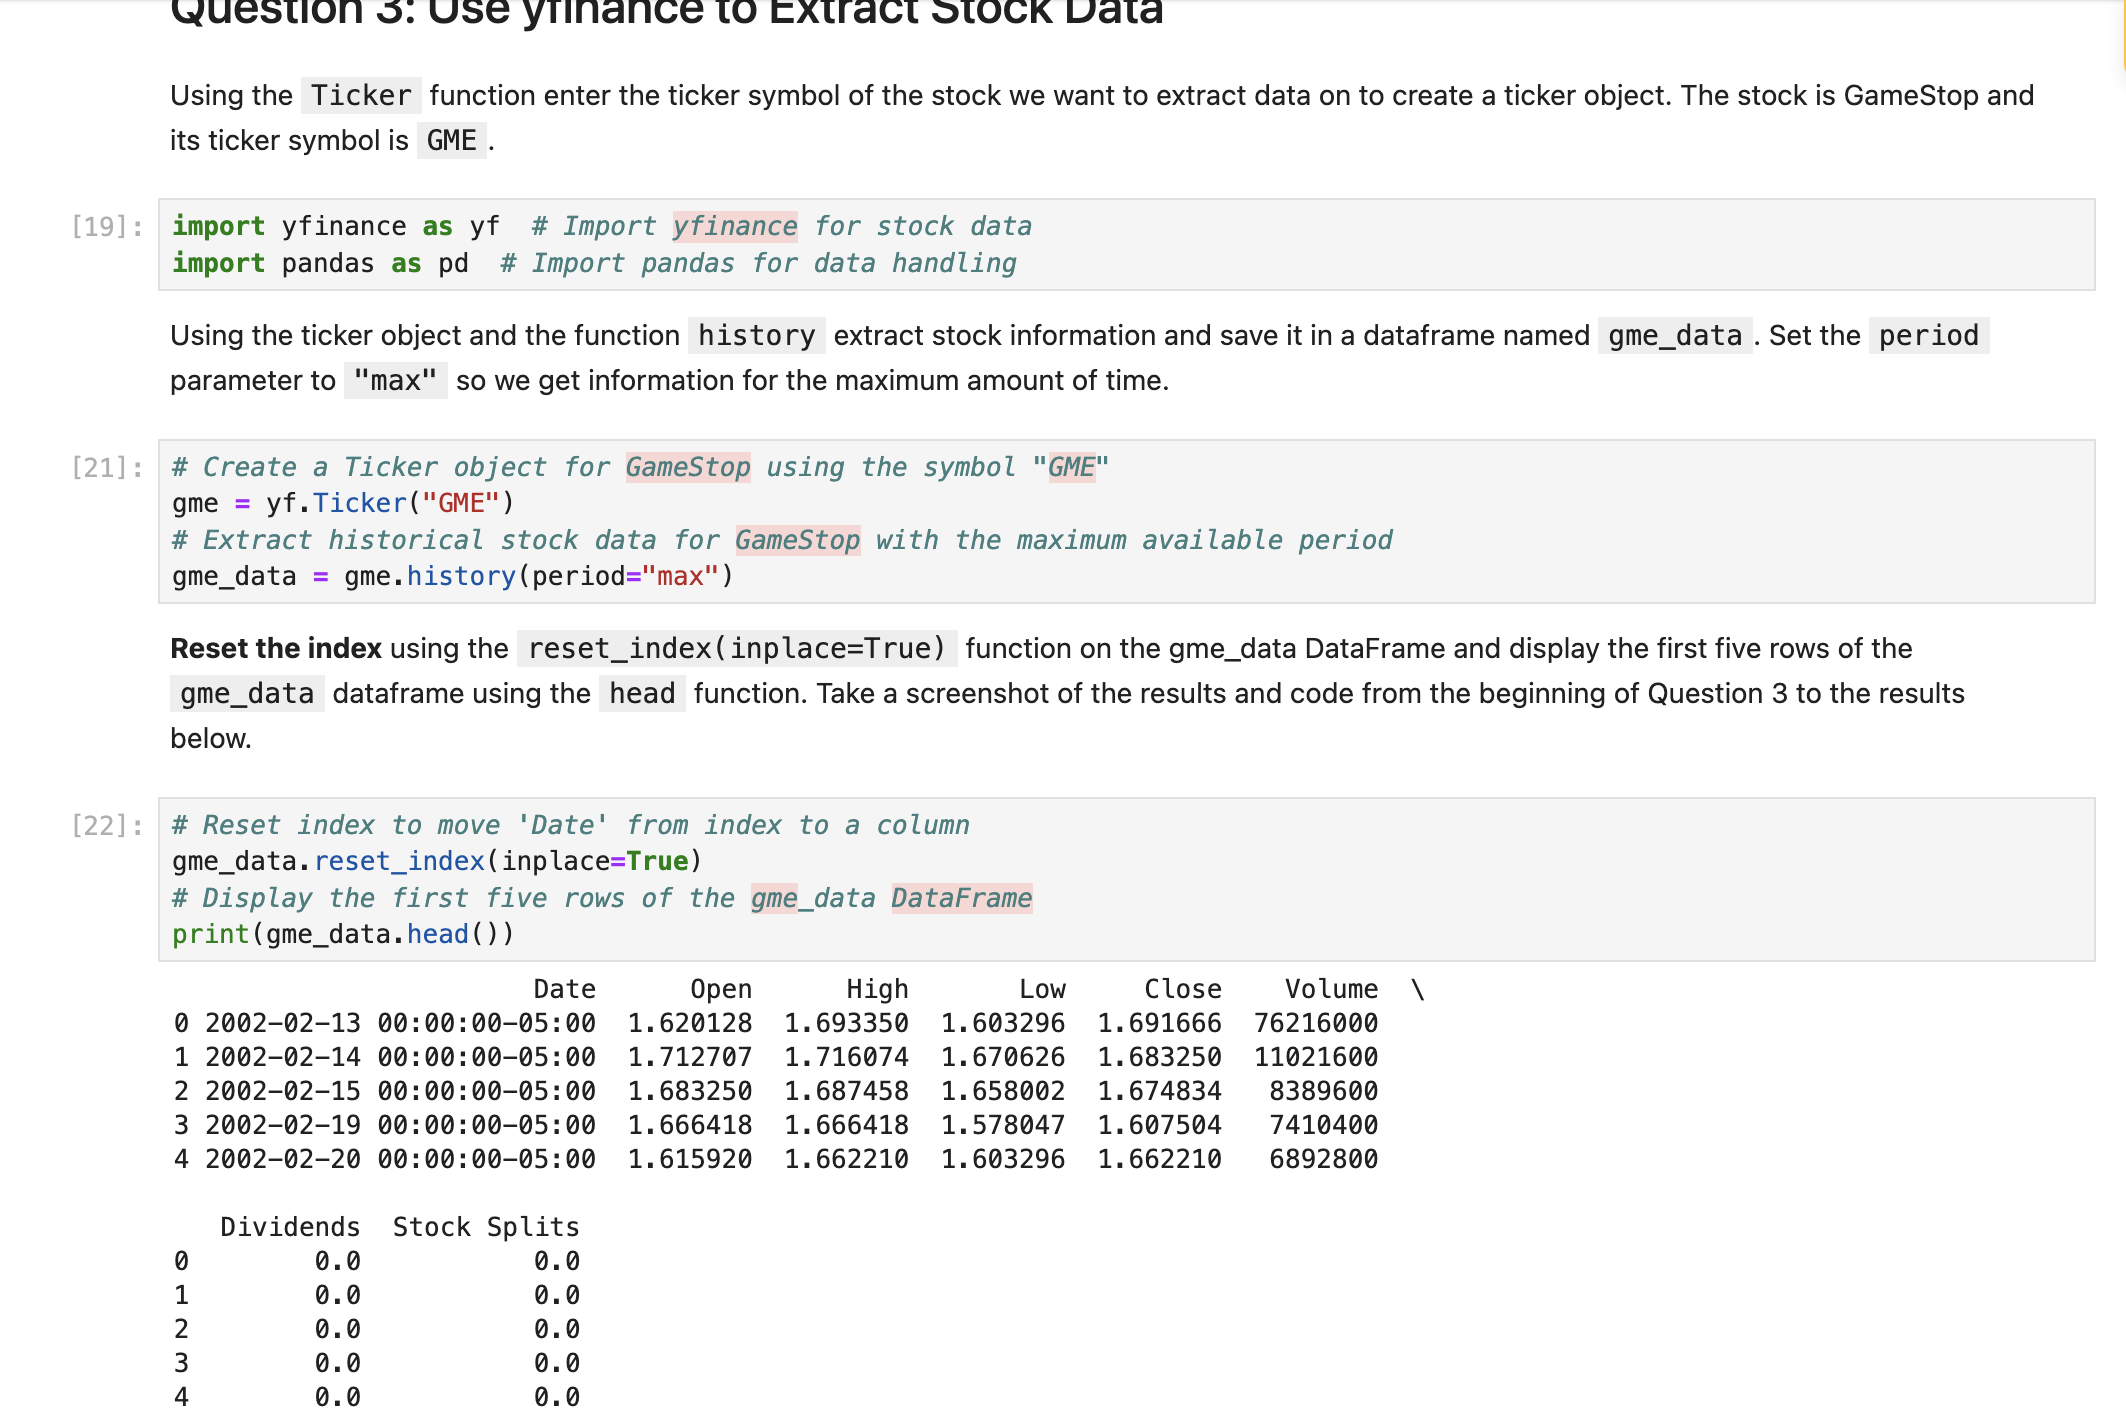 Question 3: Use yfinance to Extract Stock Data
Using the Ticker function enter the ticker symbol of the stock we want to extract data on to create a ticker object. The stock is GameStop and
its ticker symbol is GME .
[19]: import yfinance as yf  # Import yfinance for stock data
import pandas as pd  # Import pandas for data handling
Using the ticker object and the function history extract stock information and save it in a dataframe named gme_data . Set the period
parameter to "max" so we get information for the maximum amount of time.
[21]: # Create a Ticker object for GameStop using the symbol "GME"
gme = yf.Ticker("GME")
# Extract historical stock data for GameStop with the maximum available period
gme_data = gme.history(period="max")
Reset the index using the reset_index(inplace=True) function on the gme_data DataFrame and display the first five rows of the
gme_data dataframe using the head function. Take a screenshot of the results and code from the beginning of Question 3 to the results
below.
[22]: # Reset index to move 'Date' from index to a column
gme_data.reset_index(inplace=True)
# Display the first five rows of the gme_data DataFrame
print(gme_data.head())
Date Open High Low Close Volume \
0 2002-02-13 00:00:00-05:00 1.620128 1.693350 1.603296 1.691666 76216000
1 2002-02-14 00:00:00-05:00 1.712707 1.716074 1.670626 1.683250 11021600
2 2002-02-15 00:00:00-05:00 1.683250 1.687458 1.658002 1.674834 8389600
3 2002-02-19 00:00:00-05:00 1.666418 1.666418 1.578047 1.607504 7410400
4 2002-02-20 00:00:00-05:00 1.615920 1.662210 1.603296 1.662210 6892800
Dividends Stock Splits
0 0.0 0.0
1 0.0 0.0
2 0.0 0.0
3 0.0 0.0
4 0.0 0.0